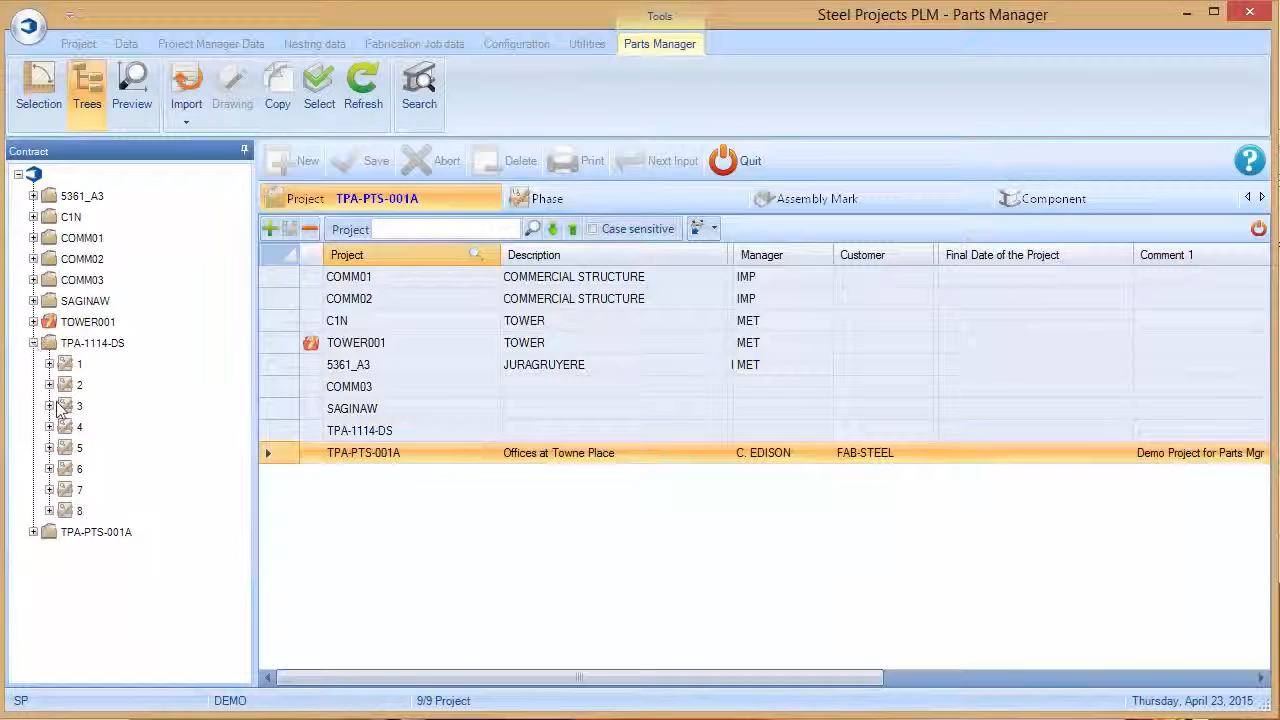 Tools
Steel Projects PLM - Parts Manager
Project Data Project Manager Data Nesting data Fabrication Job data Configuration Utilities Parts Manager
Selection Trees Preview Import Drawing Copy Select Refresh Search
Contract
New Save Abort Delete Print Next Input Quit
Project TPA-PTS-001A Phase Assembly Mark Component
Project Case sensitive
Project Description Manager Customer Final Date of the Project Comment 1
COMM01 COMMERCIAL STRUCTURE IMP
COMM02 COMMERCIAL STRUCTURE IMP
C1N TOWER MET
TOWER001 TOWER MET
5361_A3 JURAGRUYERE I MET
COMM03
SAGINAW
TPA-1114-DS
TPA-PTS-001A Offices at Towne Place C. EDISON FAB-STEEL Demo Project for Parts Mgr
5361_A3
C1N
COMM01
COMM02
COMM03
SAGINAW
TOWER001
TPA-1114-DS
1
2
3
4
5
6
7
8
TPA-PTS-001A
SP DEMO 9/9 Project Thursday, April 23, 2015